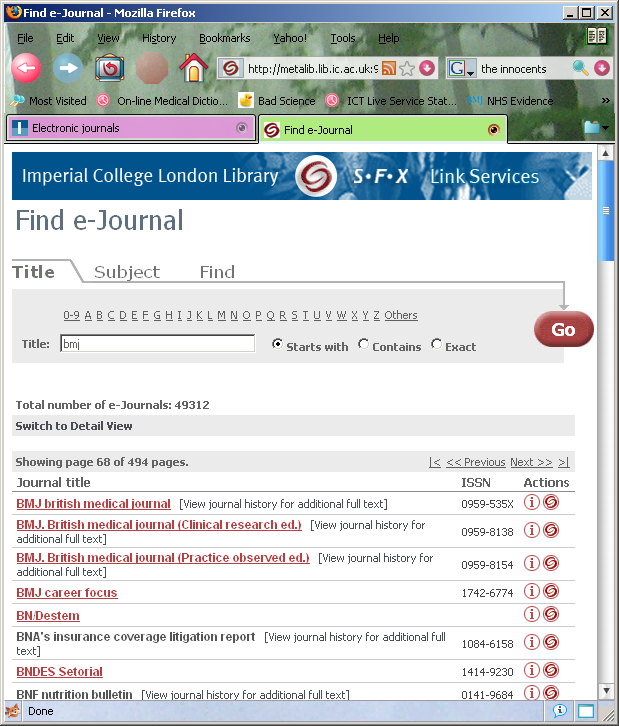 Find e-Journal - Mozilla Firefox
File Edit View History Bookmarks Yahoo! Tools Help
http://metalib.lib.ic.ac.uk:9 G the innocents
Most Visited On-line Medical Dictio... Bad Science ICT Live Service Stat... NHS Evidence »
Electronic journals Find e-Journal
Imperial College London Library S·F·X Link Services
Find e-Journal
Title Subject Find
0-9 A B C D E F G H I J K L M N O P Q R S T U V W X Y Z Others
Go
Title: bmj Starts with Contains Exact
Total number of e-Journals: 49312
Switch to Detail View
Showing page 68 of 494 pages. |< << Previous Next >> >|
Journal title ISSN Actions
BMJ british medical journal [View journal history for additional full text] 0959-535X
BMJ. British medical journal (Clinical research ed.) [View journal history for
additional full text] 0959-8138
BMJ. British medical journal (Practice observed ed.) [View journal history for
additional full text] 0959-8154
BMJ career focus 1742-6774
BN/Destem
BNA's insurance coverage litigation report [View journal history for additional full
text] 1084-6158
BNDES Setorial 1414-9230
BNF nutrition bulletin [View journal history for additional full text] 0141-9684
Done